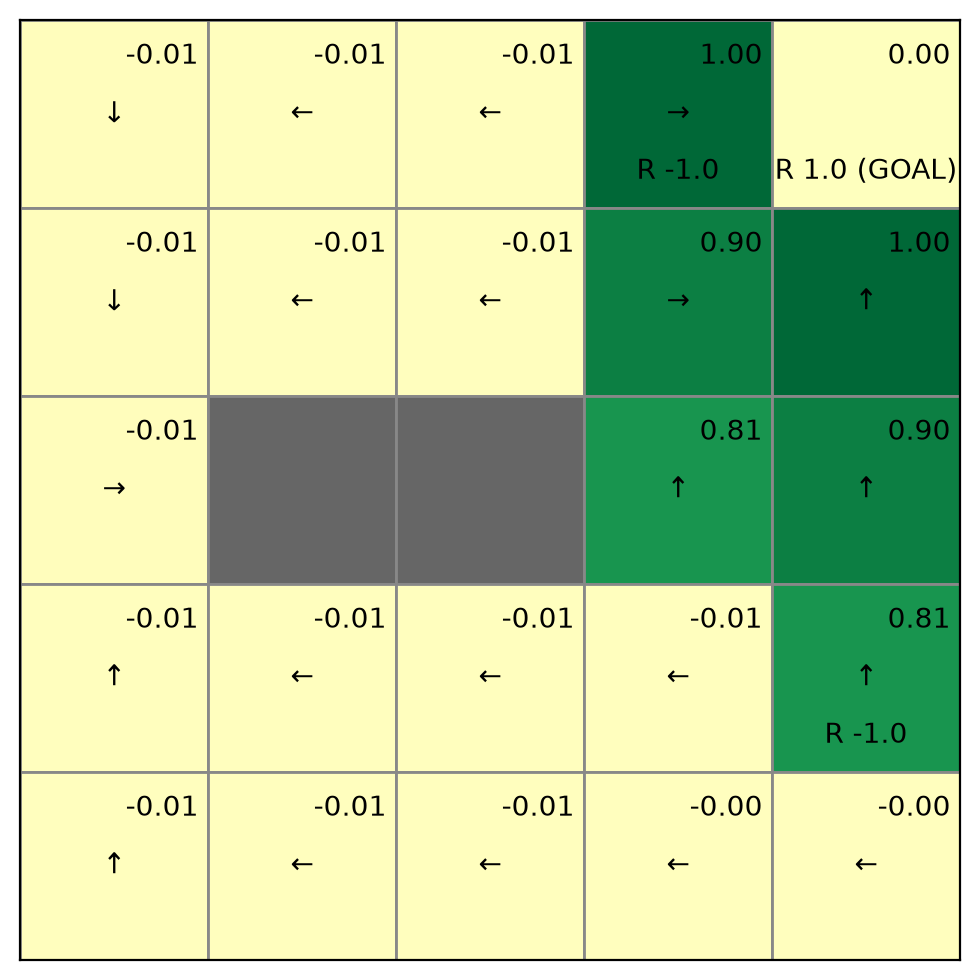 -0.01 -0.01 -0.01 1.00 0.00
↓ ← ← →
R -1.0 R 1.0 (GOAL)
-0.01 -0.01 -0.01 0.90 1.00
↓ ← ← → ↑
-0.01 0.81 0.90
→ ↑ ↑
-0.01 -0.01 -0.01 -0.01 0.81
↑ ← ← ← ↑
R -1.0
-0.01 -0.01 -0.01 -0.00 -0.00
↑ ← ← ← ←